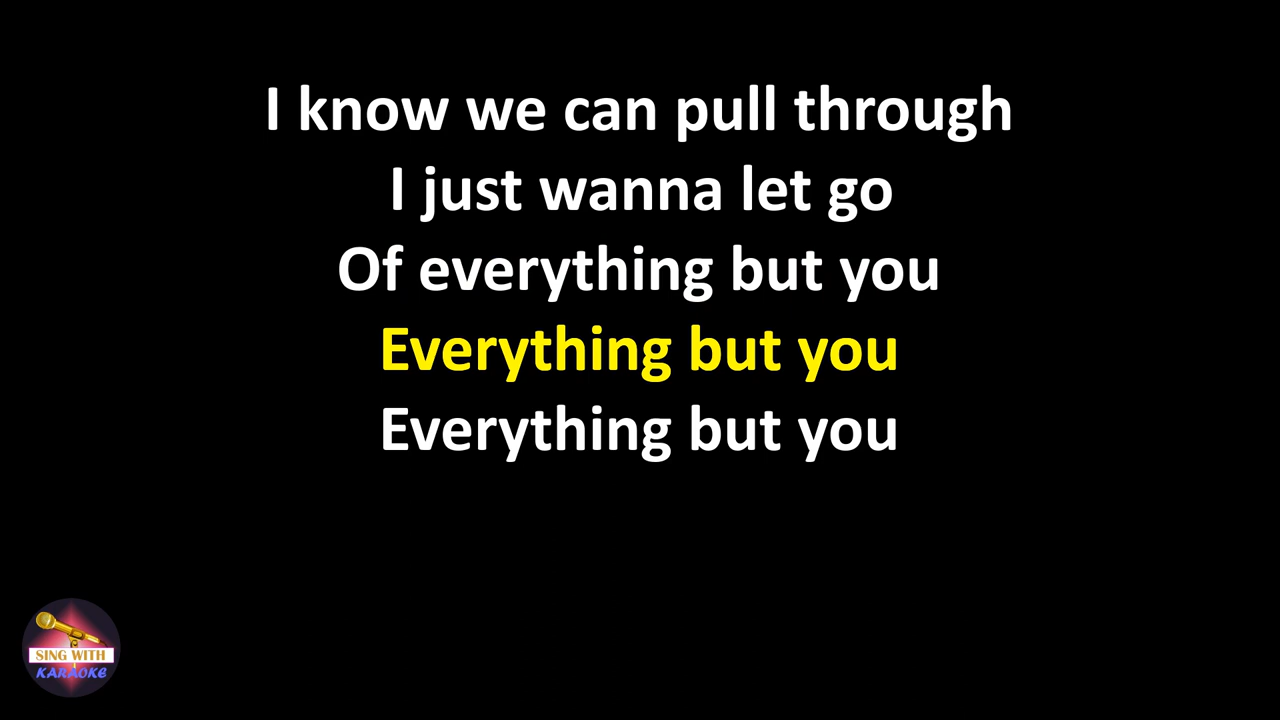 I know we can pull through
I just wanna let go
Of everything but you
Everything but you
Everything but you
SING WITH
KARAOKE